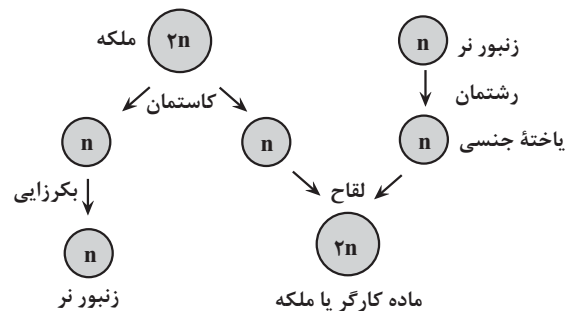 ملکه
۲n
زنبور نر
n
کاستمان
رشتمان
n
n
n
یاختهٔ جنسی
بکرزایی
لقاح
n
۲n
زنبور نر
ماده کارگر یا ملکه